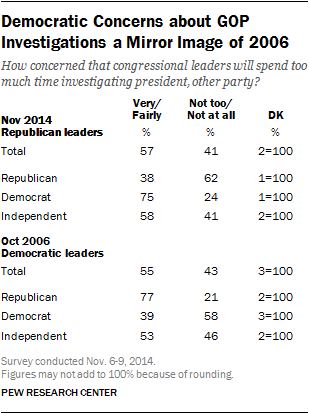 Democratic Concerns about GOP
Investigations a Mirror Image of 2006
How concerned that congressional leaders will spend too
much time investigating president, other party?
Very/ Not too/
Fairly Not at all DK
Nov 2014
Republican leaders % % %
Total 57 41 2=100
Republican 38 62 1=100
Democrat 75 24 1=100
Independent 58 41 2=100
Oct 2006
Democratic leaders
Total 55 43 3=100
Republican 77 21 2=100
Democrat 39 58 3=100
Independent 53 46 2=100
Survey conducted Nov. 6-9, 2014.
Figures may not add to 100% because of rounding.
PEW RESEARCH CENTER